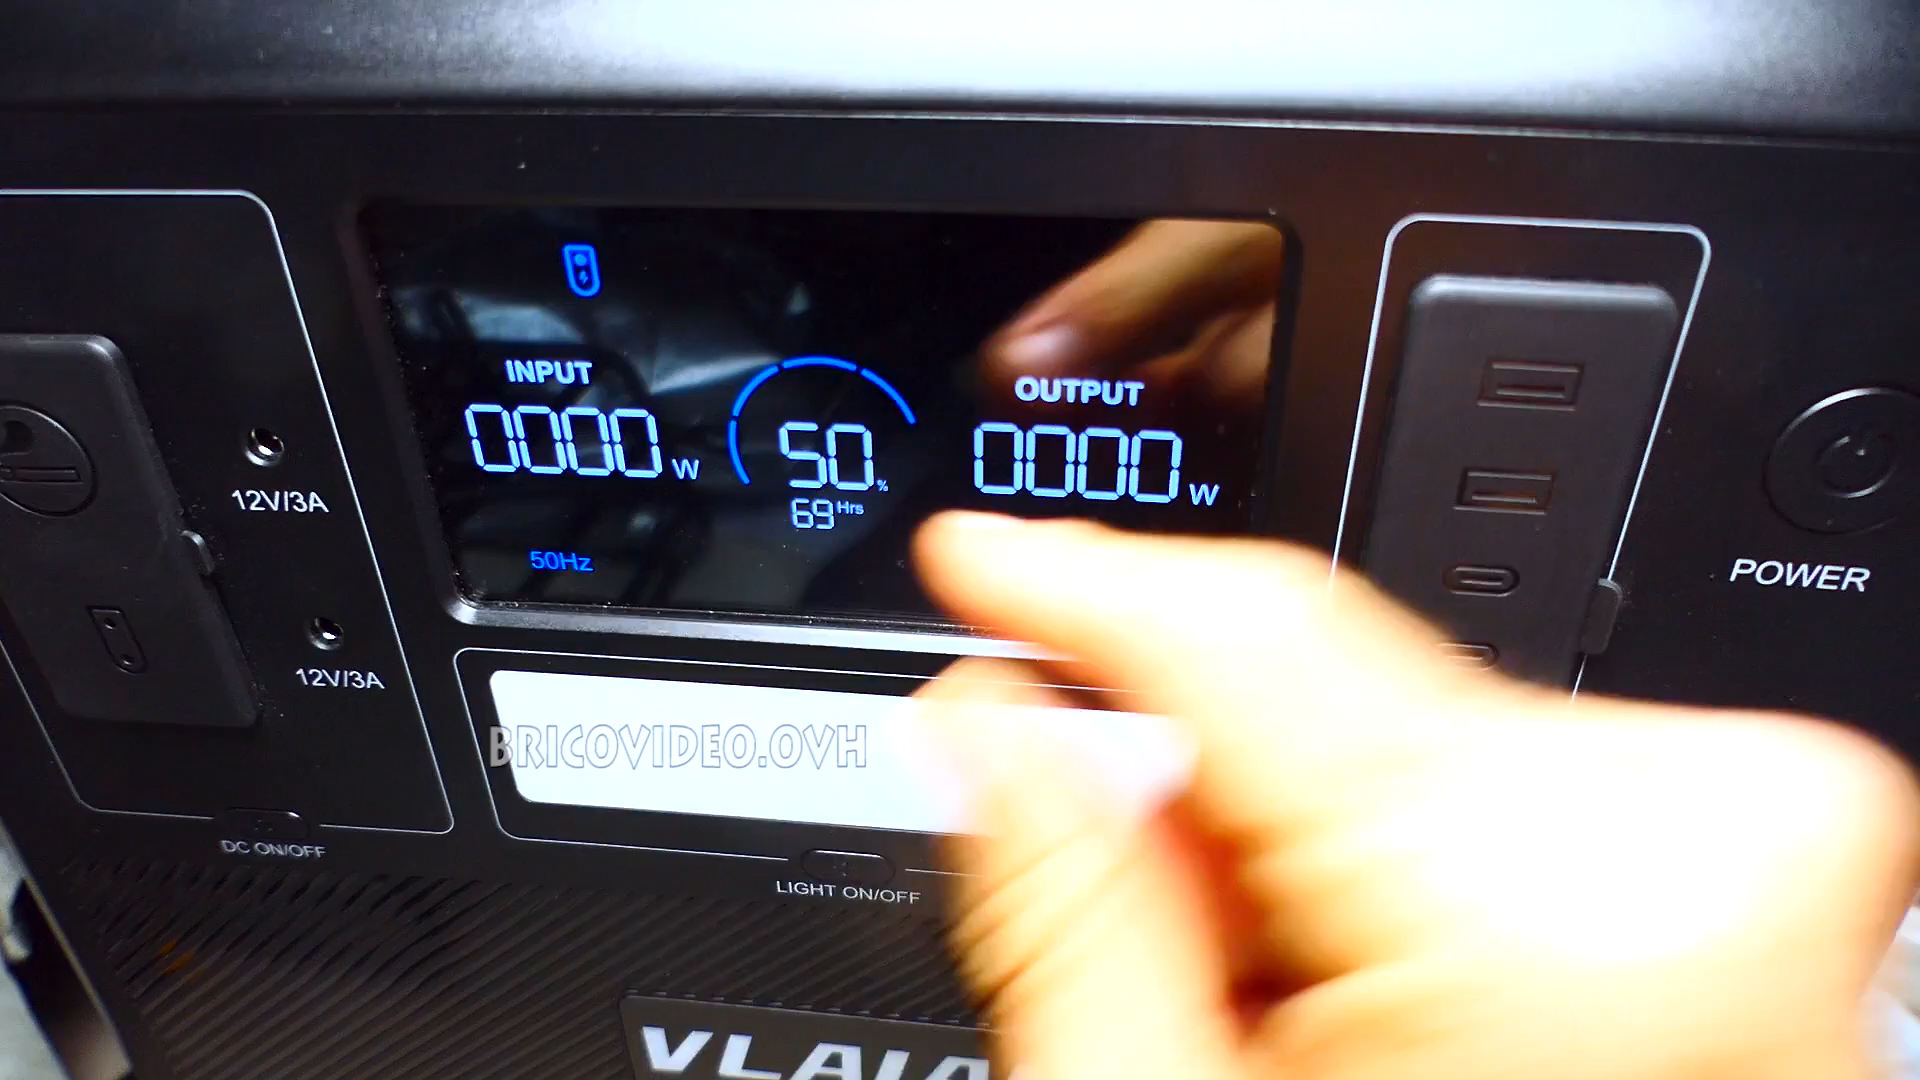 INPUT
0000 W
50 %
69 Hrs
OUTPUT
0000 W
50Hz
12V/3A
12V/3A
POWER
BRICOVIDEO.OVH
DC ON/OFF
LIGHT ON/OFF